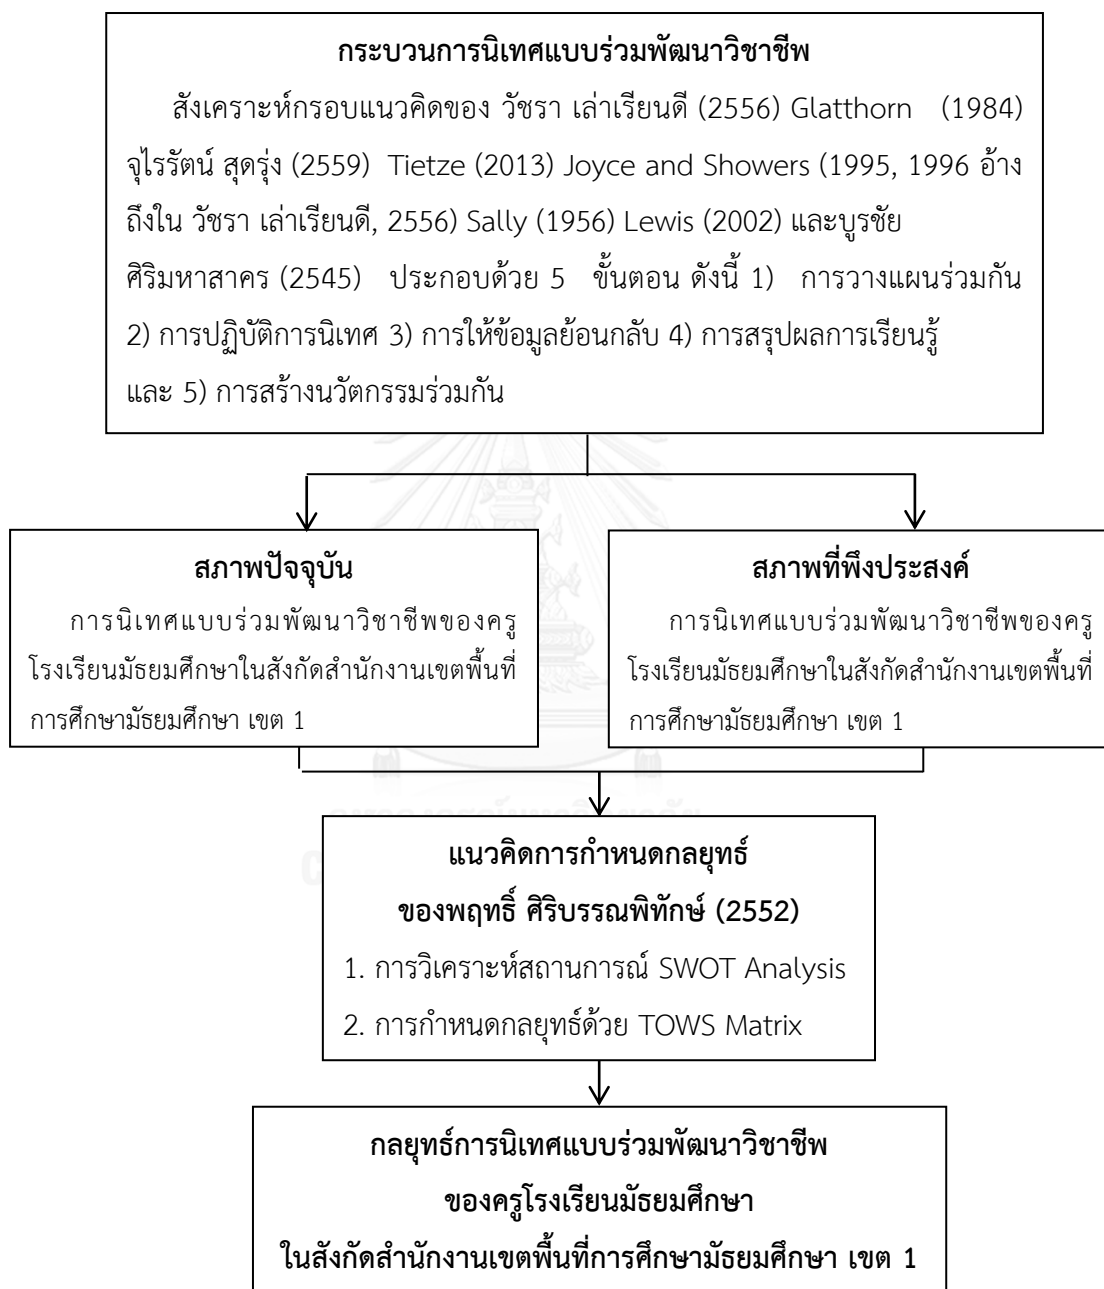 กระบวนการนิเทศแบบร่วมพัฒนาวิชาชีพ
สังเคราะห์กรอบแนวคิดของ วัชรา เล่าเรียนดี (2556) Glatthorn (1984)
จุไรรัตน์ สุดรุ่ง (2559) Tietze (2013) Joyce and Showers (1995, 1996 อ้าง
ถึงใน วัชรา เล่าเรียนดี, 2556) Sally (1956) Lewis (2002) และบูรชัย
ศิริมหาสาคร (2545) ประกอบด้วย 5 ขั้นตอน ดังนี้ 1) การวางแผนร่วมกัน
2) การปฏิบัติการนิเทศ 3) การให้ข้อมูลย้อนกลับ 4) การสรุปผลการเรียนรู้
และ 5) การสร้างนวัตกรรมร่วมกัน
สภาพปัจจุบัน
การนิเทศแบบร่วมพัฒนาวิชาชีพของครู
โรงเรียนมัธยมศึกษาในสังกัดสำนักงานเขตพื้นที่
การศึกษามัธยมศึกษา เขต 1
สภาพที่พึงประสงค์
การนิเทศแบบร่วมพัฒนาวิชาชีพของครู
โรงเรียนมัธยมศึกษาในสังกัดสำนักงานเขตพื้นที่
การศึกษามัธยมศึกษา เขต 1
แนวคิดการกำหนดกลยุทธ์
ของพฤทธิ์ ศิริบรรณพิทักษ์ (2552)
1. การวิเคราะห์สถานการณ์ SWOT Analysis
2. การกำหนดกลยุทธ์ด้วย TOWS Matrix
กลยุทธ์การนิเทศแบบร่วมพัฒนาวิชาชีพ
ของครูโรงเรียนมัธยมศึกษา
ในสังกัดสำนักงานเขตพื้นที่การศึกษามัธยมศึกษา เขต 1